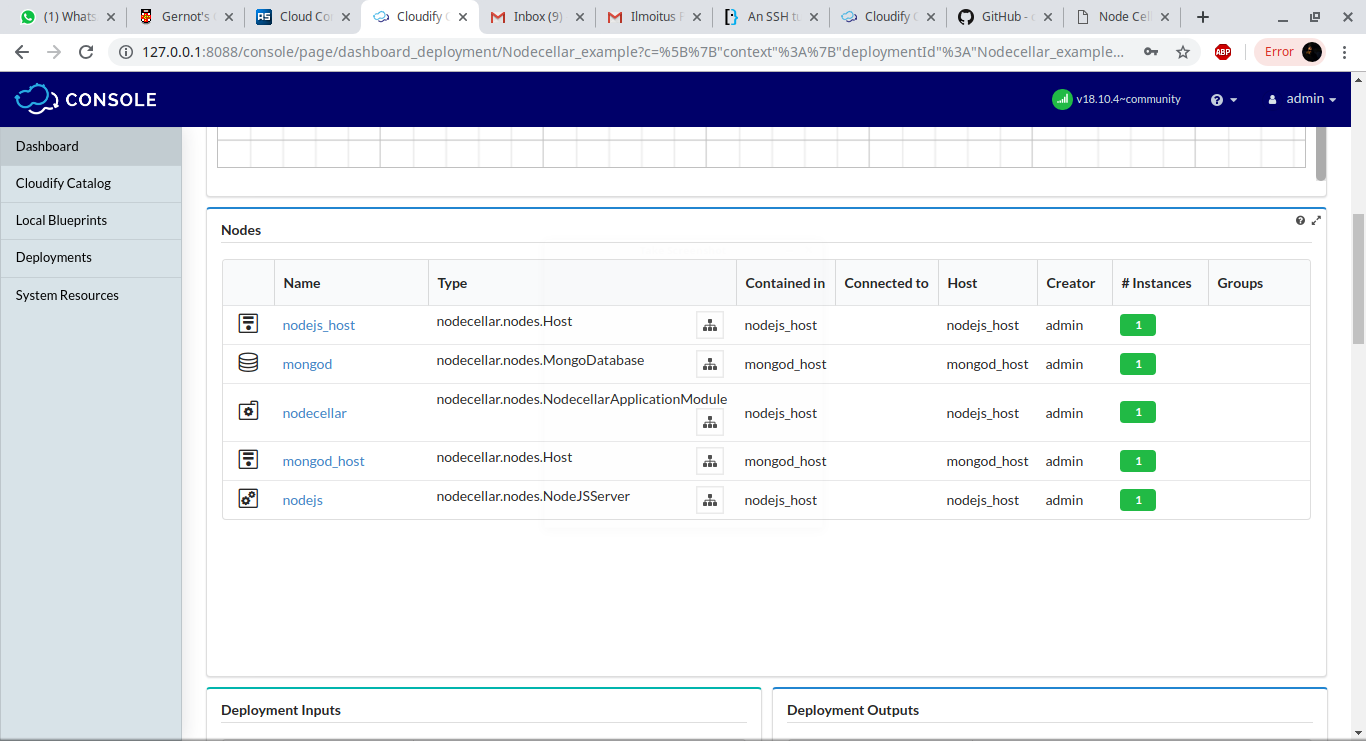 (1) Whats
Gernot's
Cloud Co
Cloudify
Inbox (9)
Ilmoitus
An SSH tu
Cloudify
GitHub -
Node Cell
127.0.0.1:8088/console/page/dashboard_deployment/Nodecellar_example?c=%5B%7B"context"%3A%7B"deploymentId"%3A"Nodecellar_example...
ABP
Error
CONSOLE
v18.10.4~community
admin
Dashboard
Cloudify Catalog
Local Blueprints
Deployments
System Resources
Nodes
Name Type Contained in Connected to Host Creator # Instances Groups
nodejs_host nodecellar.nodes.Host nodejs_host nodejs_host admin 1
mongod nodecellar.nodes.MongoDatabase mongod_host mongod_host admin 1
nodecellar nodecellar.nodes.NodecellarApplicationModule nodejs_host nodejs_host admin 1
mongod_host nodecellar.nodes.Host mongod_host mongod_host admin 1
nodejs nodecellar.nodes.NodeJSServer nodejs_host nodejs_host admin 1
Deployment Inputs
Deployment Outputs